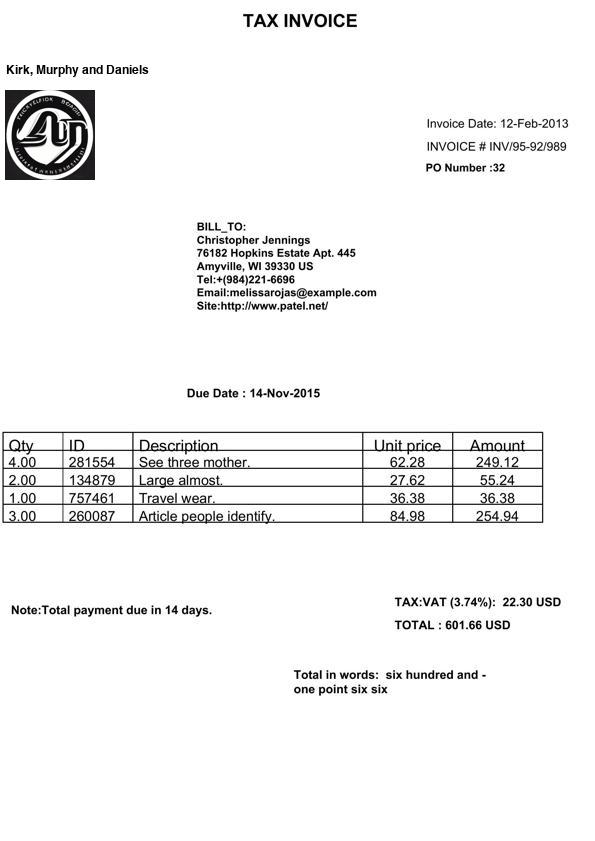 TAX INVOICE
Kirk, Murphy and Daniels
Invoice Date: 12-Feb-2013
INVOICE # INV/95-92/989
PO Number :32
BILL_TO:
Christopher Jennings
76182 Hopkins Estate Apt. 445
Amyville, WI 39330 US
Tel:+(984)221-6696
Email:melissarojas@example.com
Site:http://www.patel.net/
Due Date : 14-Nov-2015
Qty ID Description Unit price Amount
4.00 281554 See three mother. 62.28 249.12
2.00 134879 Large almost. 27.62 55.24
1.00 757461 Travel wear. 36.38 36.38
3.00 260087 Article people identify. 84.98 254.94
Note:Total payment due in 14 days.
TAX:VAT (3.74%): 22.30 USD
TOTAL : 601.66 USD
Total in words: six hundred and -
one point six six